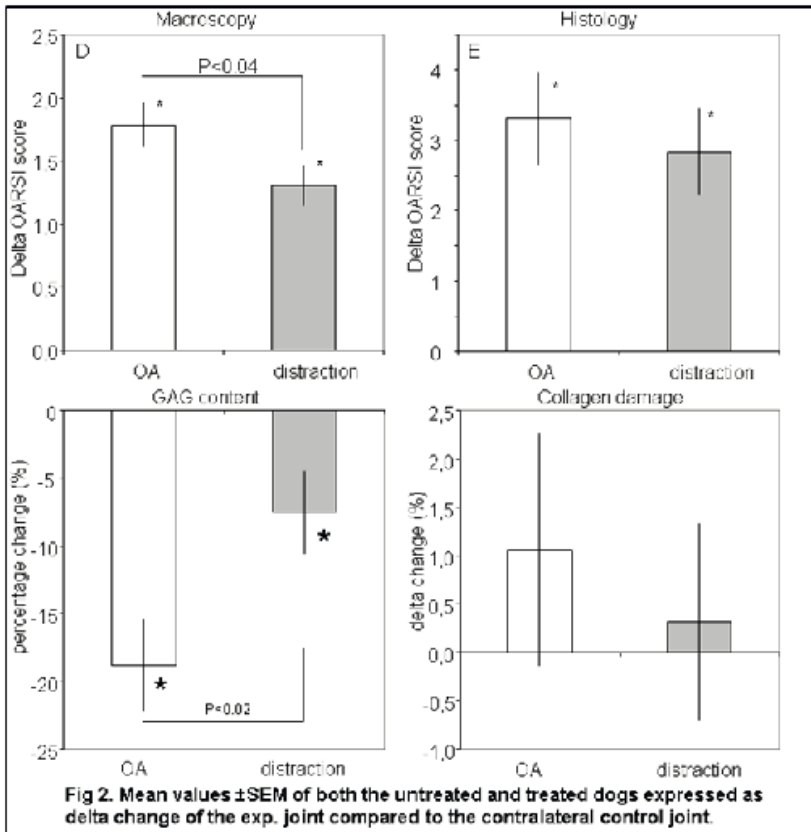 Macroscopy
D
P<0.04
*
*
2.5
2.0
1.5
1.0
0.5
0.0
Delta OARSI score
OA distraction
Histology
E
*
*
4
3
2
1
0
Delta OARSI score
OA distraction
GAG content
0
-5
-10
-15
-20
-25
percentage change (%)
*
*
P<0.02
OA distraction
Collagen damage
2,5
2,0
1,5
1,0
0,5
0,0
-0,5
-1,0
delta change (%)
OA distraction
Fig 2. Mean values ±SEM of both the untreated and treated dogs expressed as
delta change of the exp. joint compared to the contralateral control joint.